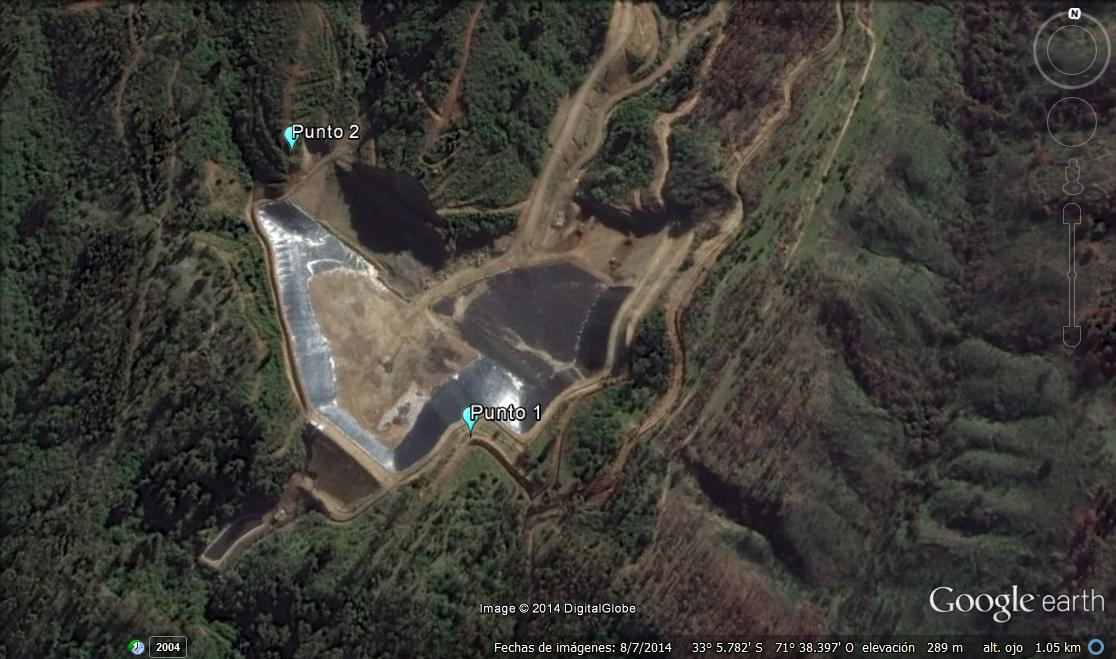 N
Punto 2
Punto 1
Google earth
Image © 2014 DigitalGlobe
2004
Fechas de imágenes: 8/7/2014 33° 5.782' S 71° 38.397' O elevación 289 m alt. ojo 1.05 km